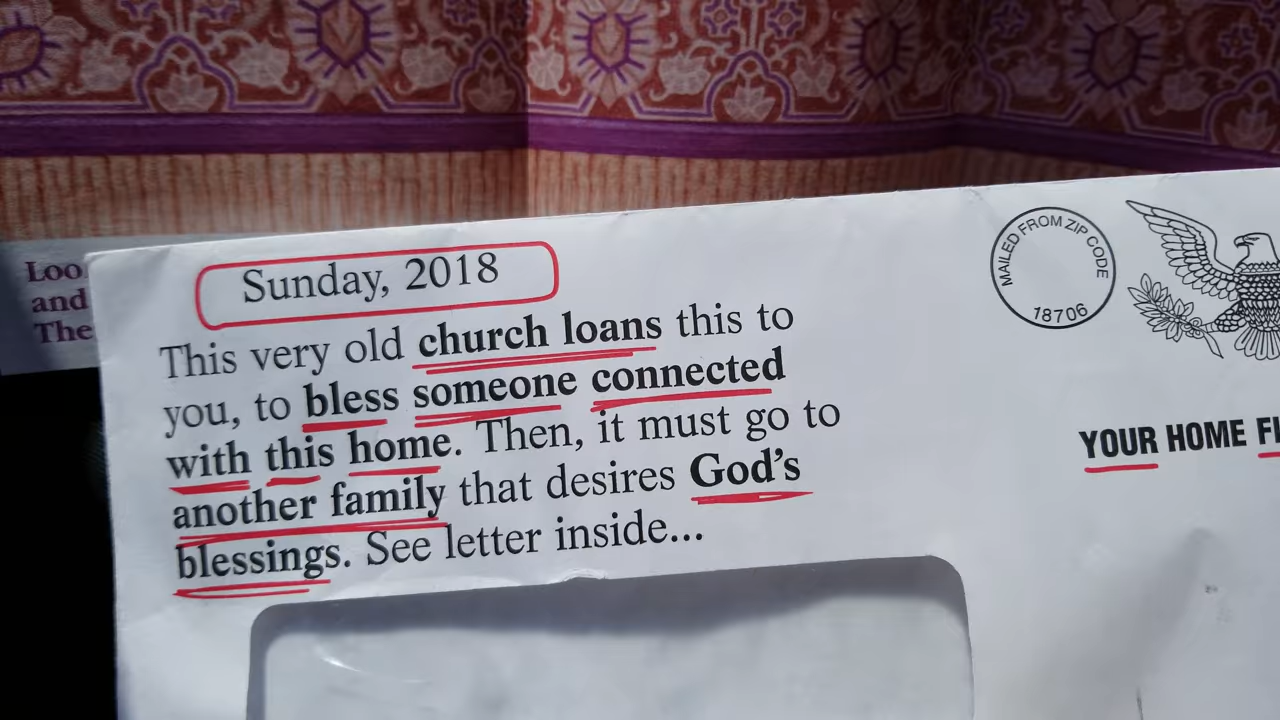 Sunday, 2018
This very old church loans this to
you, to bless someone connected
with this home. Then, it must go to
another family that desires God's
blessings. See letter inside...
MAILED FROM ZIP CODE
18706
YOUR HOME
and
The